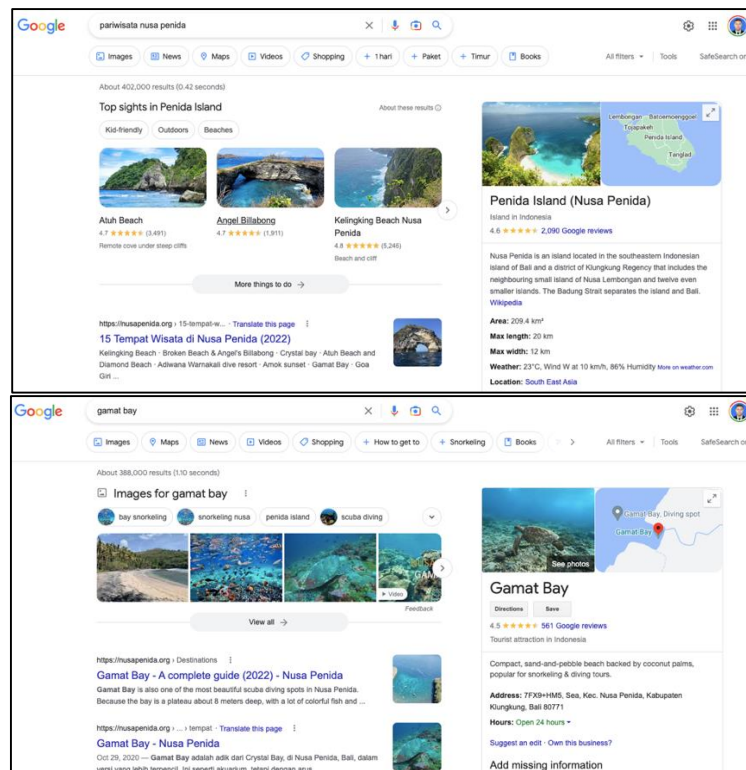 Google
pariwisata nusa penida
Images
News
Maps
Videos
Shopping
+ 1 hari
+ Paket
+ Timur
Books
All filters
Tools
SafeSearch on
About 402,000 results (0.42 seconds)
Top sights in Penida Island
About these results
Kid-friendly
Outdoors
Beaches
Atuh Beach
4.7 (3,491)
Remote cove under steep cliffs
Angel Billabong
4.7 (1,911)
Kelingking Beach Nusa
Penida
4.8 (5,246)
Beach and cliff
More things to do →
https://nusapenida.org › 15-tempat-w... · Translate this page
15 Tempat Wisata di Nusa Penida (2022)
Kelingking Beach · Broken Beach & Angel's Billabong · Crystal bay · Atuh Beach and
Diamond Beach · Adiwana Warnakali dive resort · Amok sunset · Gamat Bay · Goa
Giri ...
Lembongan
Toyapakeh
Penida Island
Tanglad
Penida Island (Nusa Penida)
Island in Indonesia
4.6 2,090 Google reviews
Nusa Penida is an island located in the southeastern Indonesian
island of Bali and a district of Klungkung Regency that includes the
neighbouring small island of Nusa Lembongan and twelve even
smaller islands. The Badung Strait separates the island and Bali.
Wikipedia
Area: 209.4 km²
Max length: 20 km
Max width: 12 km
Weather: 23°C, Wind W at 10 km/h, 86% Humidity More on weather.com
Location: South East Asia
Google
gamat bay
Images
Maps
News
Videos
Shopping
+ How to get to
+ Snorkeling
Books
All filters
Tools
SafeSearch on
About 388,000 results (1.10 seconds)
Images for gamat bay
bay snorkeling
snorkeling nusa
penida island
scuba diving
Video
View all →
Feedback
https://nusapenida.org › Destinations
Gamat Bay - A complete guide (2022) - Nusa Penida
Gamat Bay is also one of the most beautiful scuba diving spots in Nusa Penida.
Because the bay is a plateau about 8 meters deep, with a lot of colorful fish and ...
https://nusapenida.org › ... › tempat · Translate this page
Gamat Bay - Nusa Penida
Oct 29, 2020 — Gamat Bay adalah adik dari Crystal Bay, di Nusa Penida, Bali, dalam
versi yang lebih terpencil. Ini seperti akuarium, tetapi dengan arus
See photos
Gamat Bay, Diving spot
Gamat Bay
Gamat Bay
Directions
Save
4.5 561 Google reviews
Tourist attraction in Indonesia
Compact, sand-and-pebble beach backed by coconut palms,
popular for snorkeling & diving tours.
Address: 7FX9+HM5, Sea, Kec. Nusa Penida, Kabupaten
Klungkung, Bali 80771
Hours: Open 24 hours
Suggest an edit · Own this business?
Add missing information